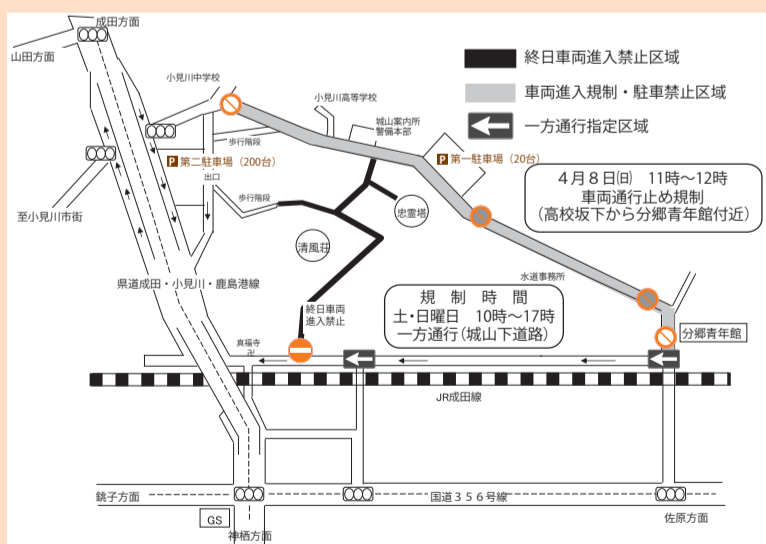 成田方面
山田方面
小見川中学校
小見川高等学校
城山案内所
警備本部
歩行階段
P 第二駐車場(200台)
出口
歩行階段
至小見川市街
清風荘
忠霊塔
P 第一駐車場(20台)
終日車両進入禁止区域
車両進入規制・駐車禁止区域
一方通行指定区域
4月8日(日) 11時〜12時
車両通行止め規制
(高校坂下から分郷青年館付近)
水道事務所
県道成田・小見川・鹿島港線
終日車両
進入禁止
規制時間
土・日曜日 10時〜17時
一方通行(城山下道路)
分郷青年館
真福寺
卍
JR成田線
銚子方面
国道356号線
佐原方面
GS
神栖方面